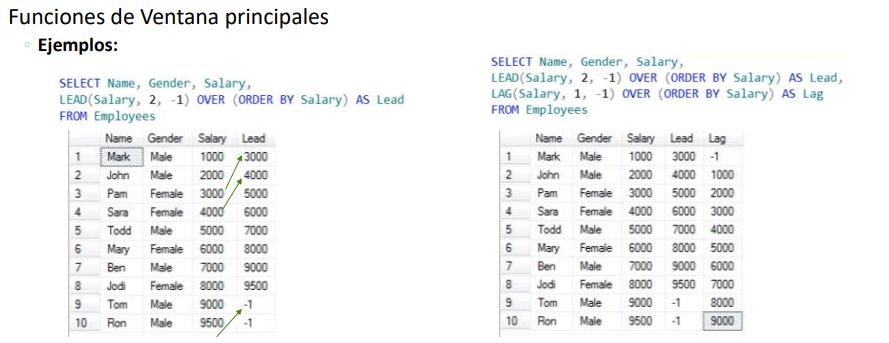 Funciones de Ventana principales
◦ Ejemplos:
SELECT Name, Gender, Salary,
LEAD(Salary, 2, -1) OVER (ORDER BY Salary) AS Lead
FROM Employees
Name Gender Salary Lead
1 Mark Male 1000 3000
2 John Male 2000 4000
3 Pam Female 3000 5000
4 Sara Female 4000 6000
5 Todd Male 5000 7000
6 Mary Female 6000 8000
7 Ben Male 7000 9000
8 Jodi Female 8000 9500
9 Tom Male 9000 -1
10 Ron Male 9500 -1
SELECT Name, Gender, Salary,
LEAD(Salary, 2, -1) OVER (ORDER BY Salary) AS Lead,
LAG(Salary, 1, -1) OVER (ORDER BY Salary) AS Lag
FROM Employees
Name Gender Salary Lead Lag
1 Mark Male 1000 3000 -1
2 John Male 2000 4000 1000
3 Pam Female 3000 5000 2000
4 Sara Female 4000 6000 3000
5 Todd Male 5000 7000 4000
6 Mary Female 6000 8000 5000
7 Ben Male 7000 9000 6000
8 Jodi Female 8000 9500 7000
9 Tom Male 9000 -1 8000
10 Ron Male 9500 -1 9000